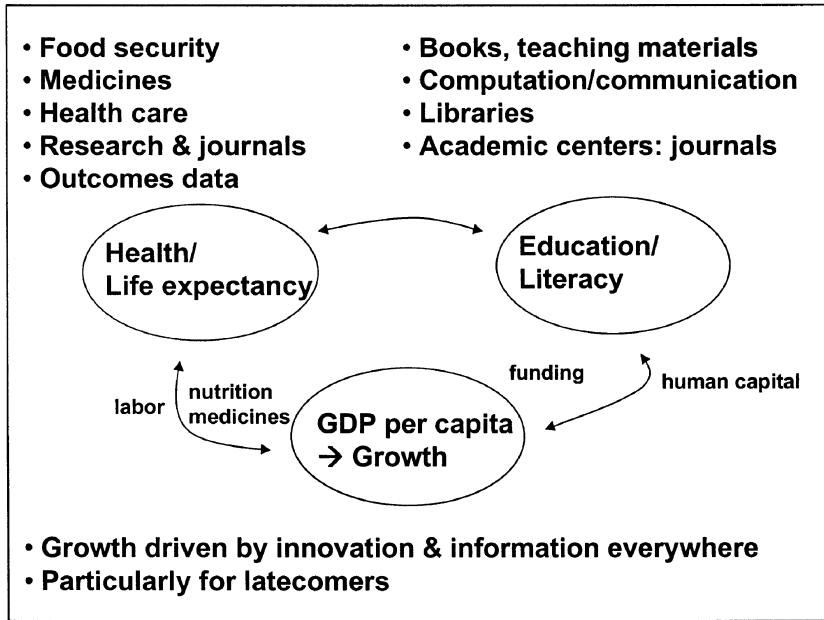 • Food security
• Medicines
• Health care
• Research & journals
• Outcomes data
• Books, teaching materials
• Computation/communication
• Libraries
• Academic centers: journals
Health/
Life expectancy
Education/
Literacy
labor
nutrition
medicines
funding
human capital
GDP per capita
→ Growth
• Growth driven by innovation & information everywhere
• Particularly for latecomers